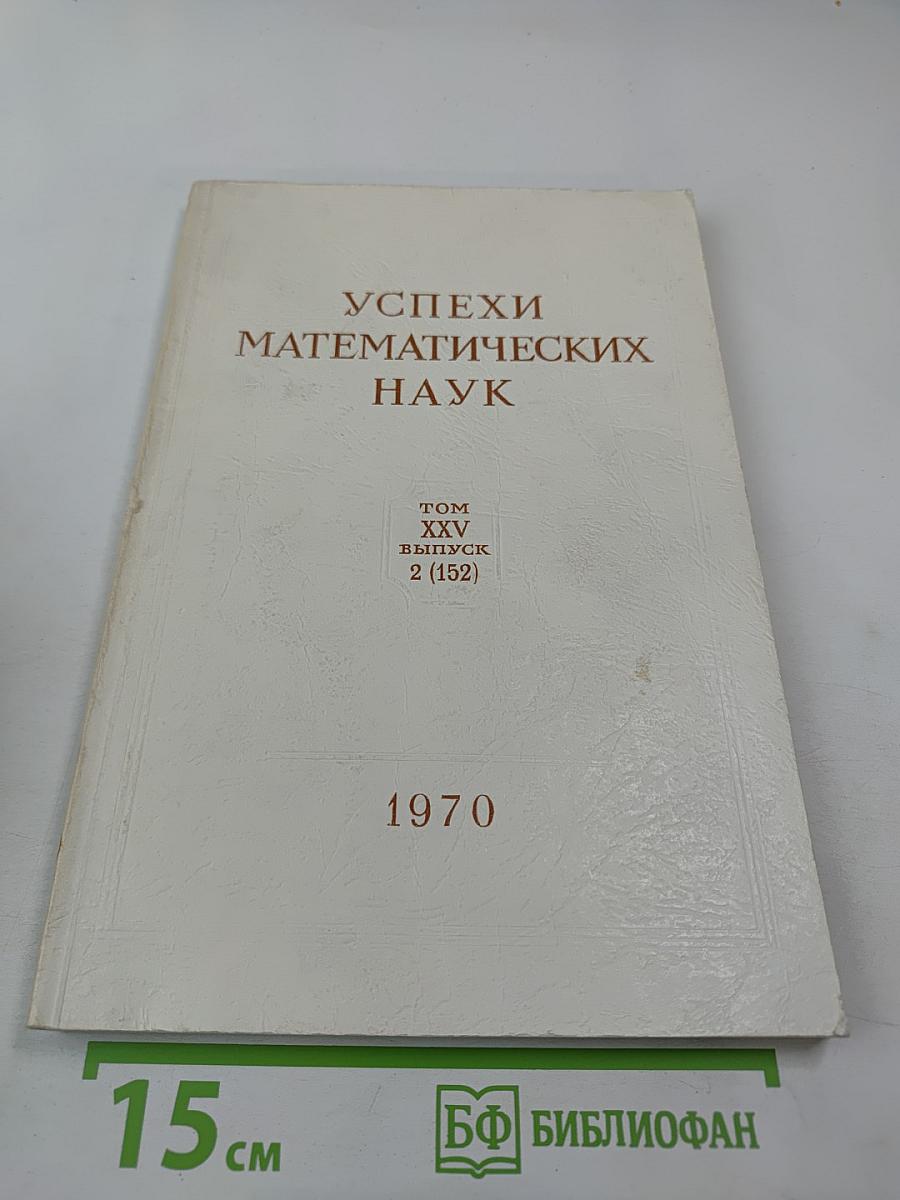 УСПЕХИ
МАТЕМАТИЧЕСКИХ
НАУК
ТОМ
XXV
ВЫПУСК
2 (152)
1970
15 см
БФ БИБЛИОФАН